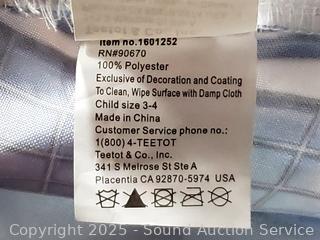 Item no.1601252
RN#90670
100% Polyester
Exclusive of Decoration and Coating
To Clean, Wipe Surface with Damp Cloth
Child size 3-4
Made in China
Customer Service phone no.:
1(800) 4-TEETOT
Teetot & Co., Inc.
341 S Melrose St Ste A
Placentia CA 92870-5974 USA
Copyright 2025 - Sound Auction Service